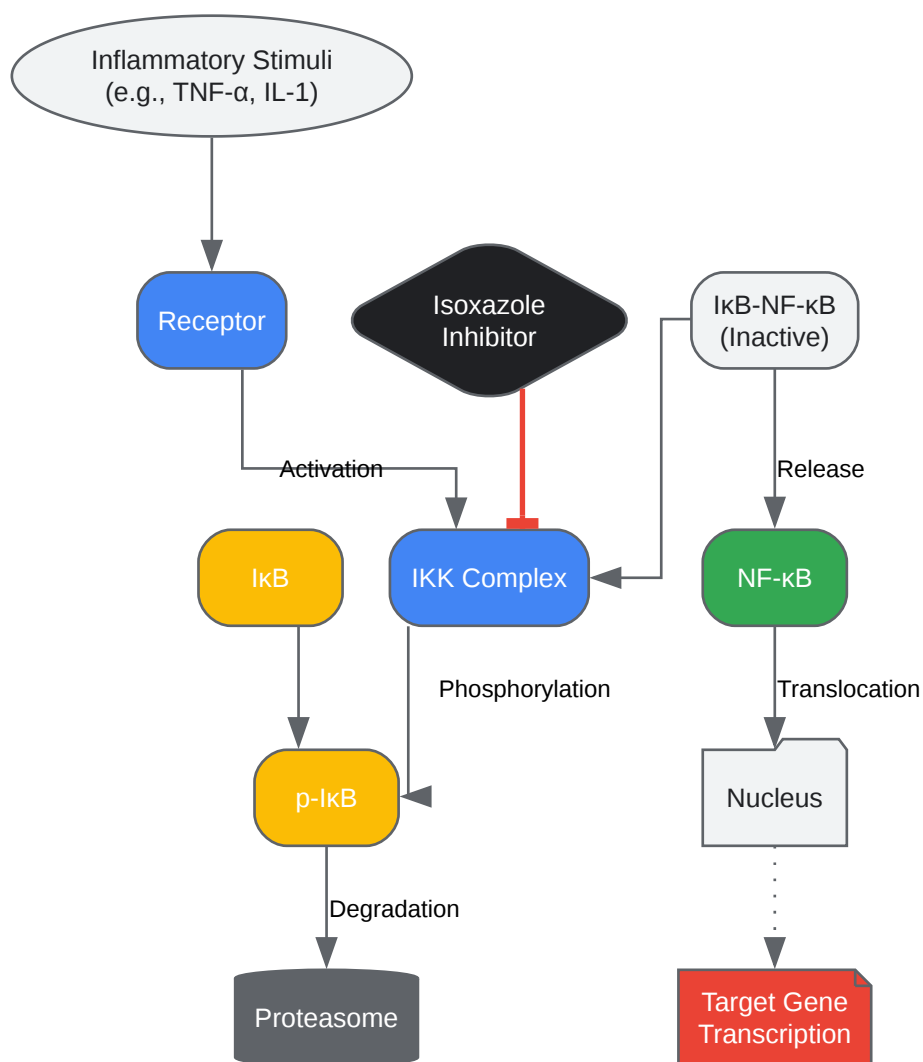 Inflammatory Stimuli
(e.g., TNF-α, IL-1)
Receptor
Isoxazole
Inhibitor
IκB-NF-κB
(Inactive)
Activation
Release
IκB
IKK Complex
NF-κB
Phosphorylation
Translocation
p-IκB
Nucleus
Degradation
Proteasome
Target Gene
Transcription